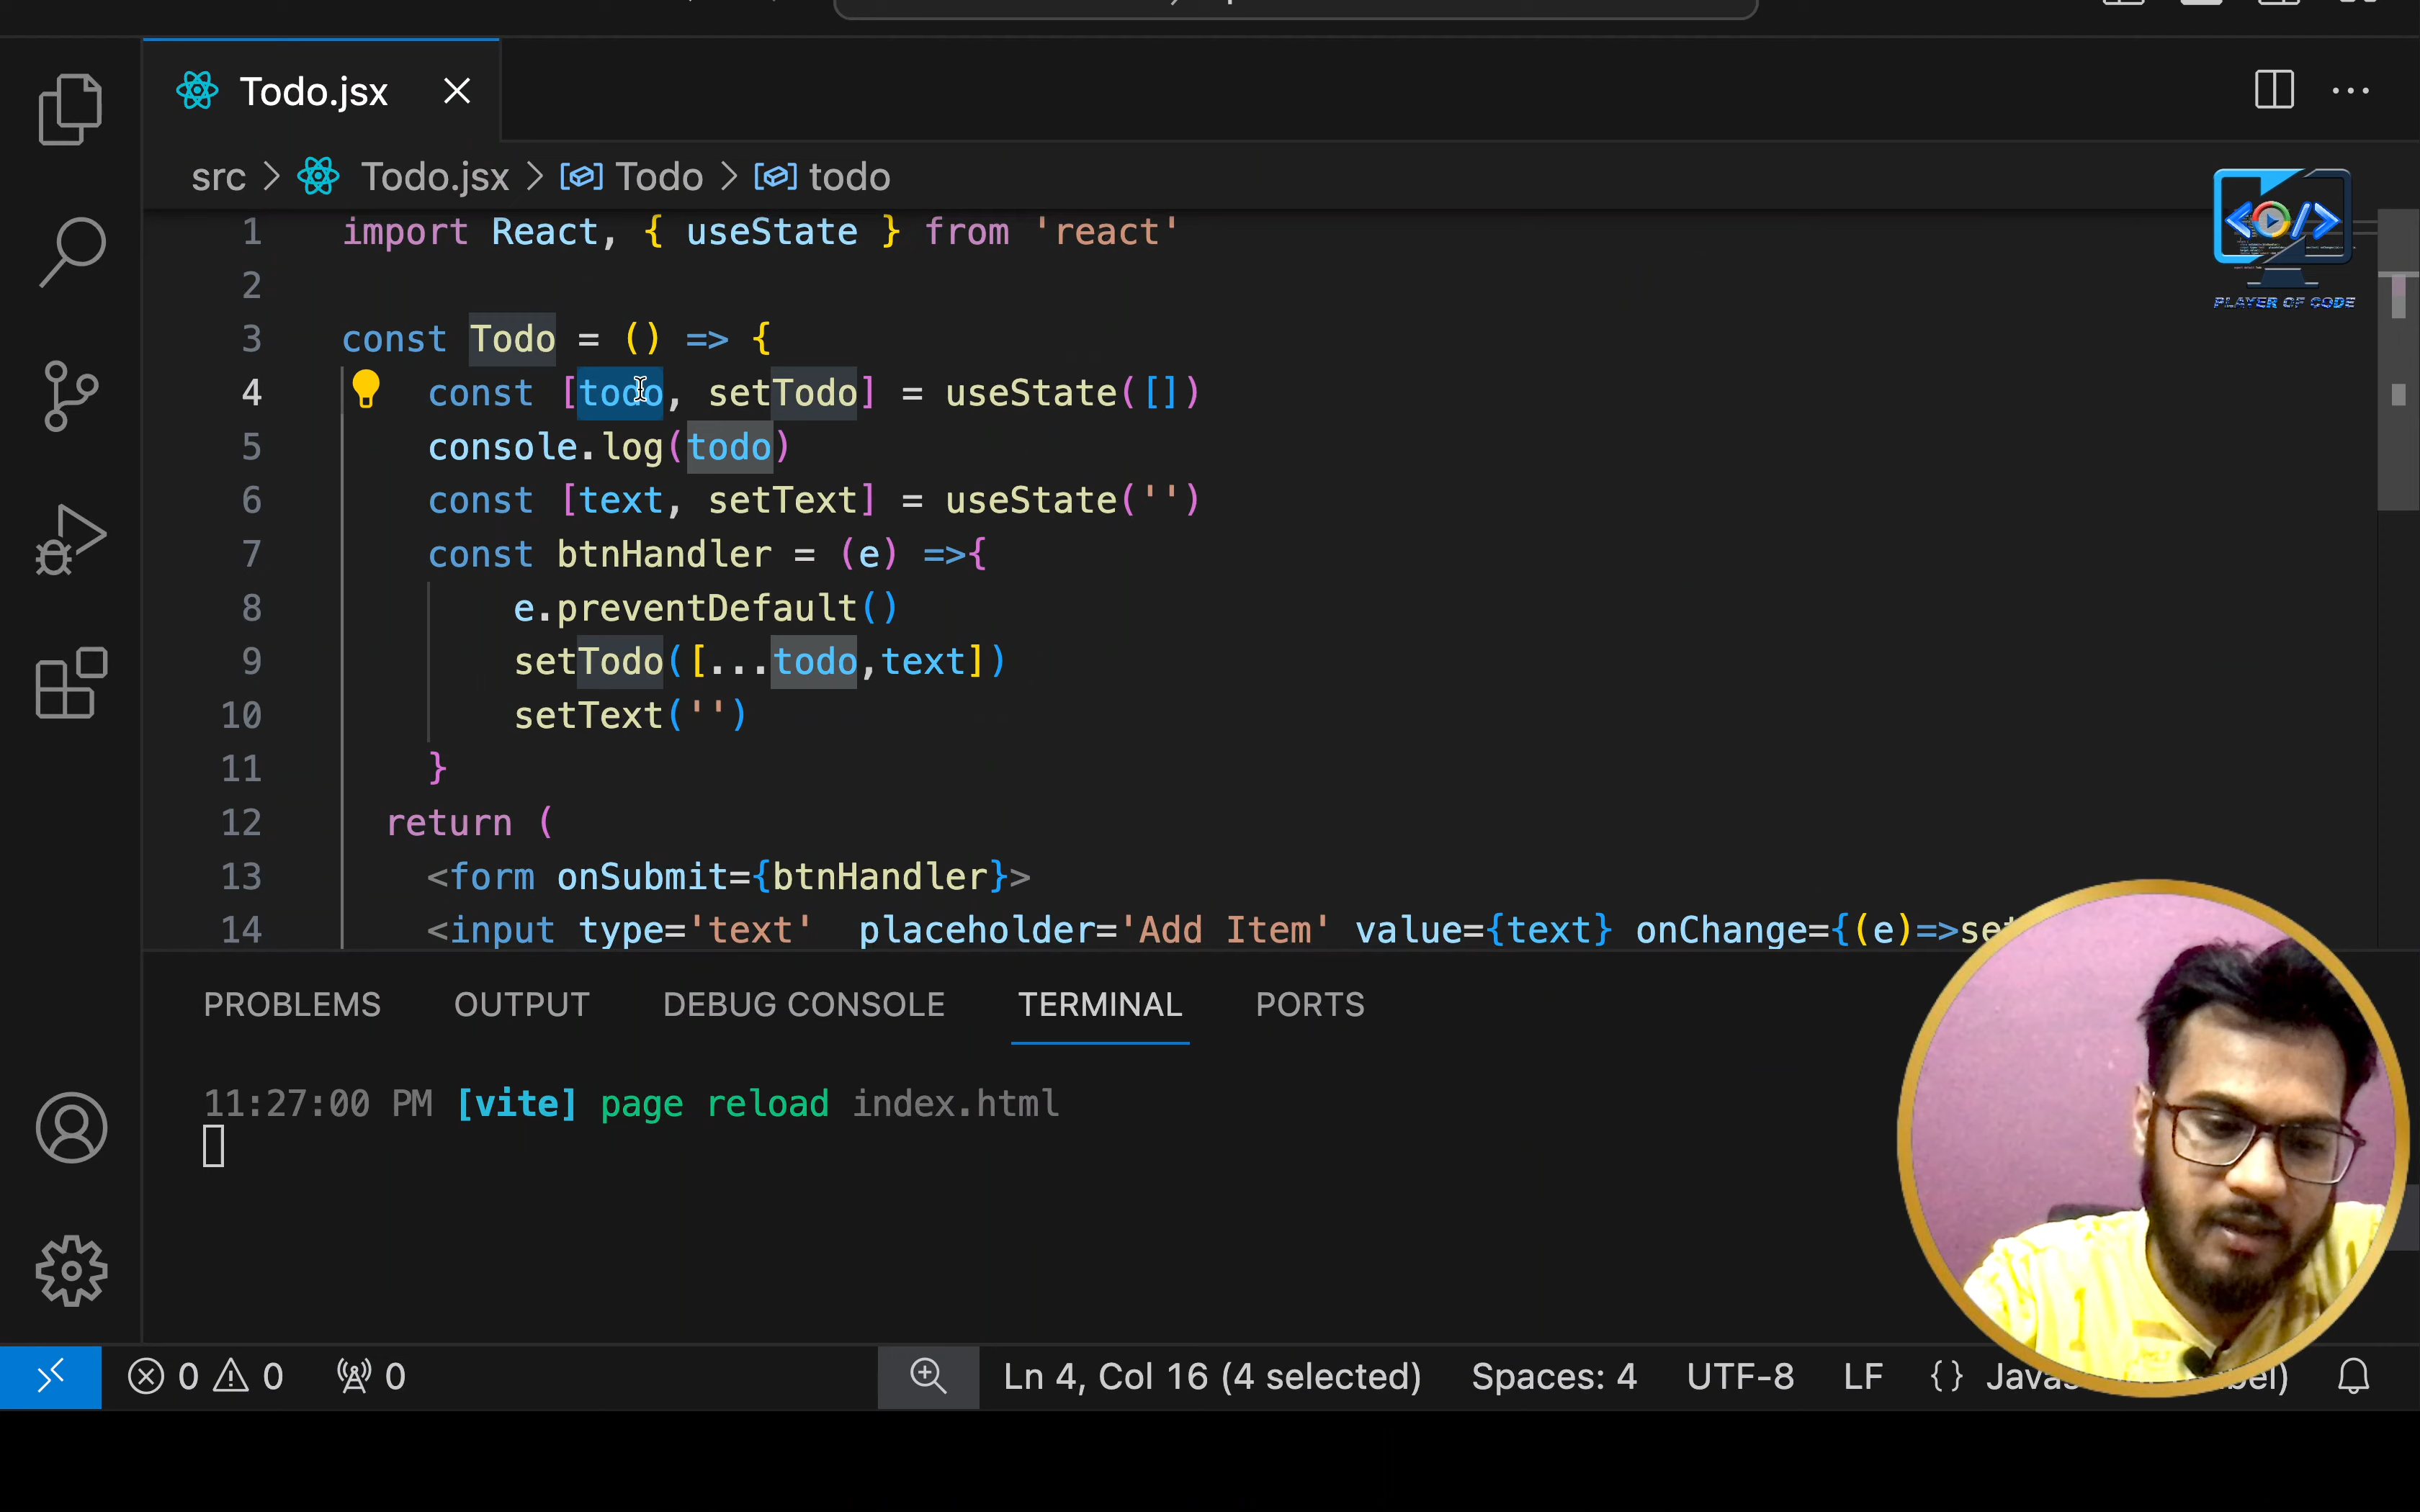 Todo.jsx
src > Todo.jsx > Todo > todo
1 import React, { useState } from 'react'
2
3 const Todo = () => {
4 const [todo, setTodo] = useState([])
5 console.log(todo)
6 const [text, setText] = useState('')
7 const btnHandler = (e) =>{
8 e.preventDefault()
9 setTodo([...todo,text])
10 setText('')
11 }
12 return (
13 <form onSubmit={btnHandler}>
14 <input type='text' placeholder='Add Item' value={text} onChange={(e)=>set
PLAYER OF CODE
PROBLEMS OUTPUT DEBUG CONSOLE TERMINAL PORTS
11:27:00 PM [vite] page reload index.html
0 0 0 Ln 4, Col 16 (4 selected) Spaces: 4 UTF-8 LF {}